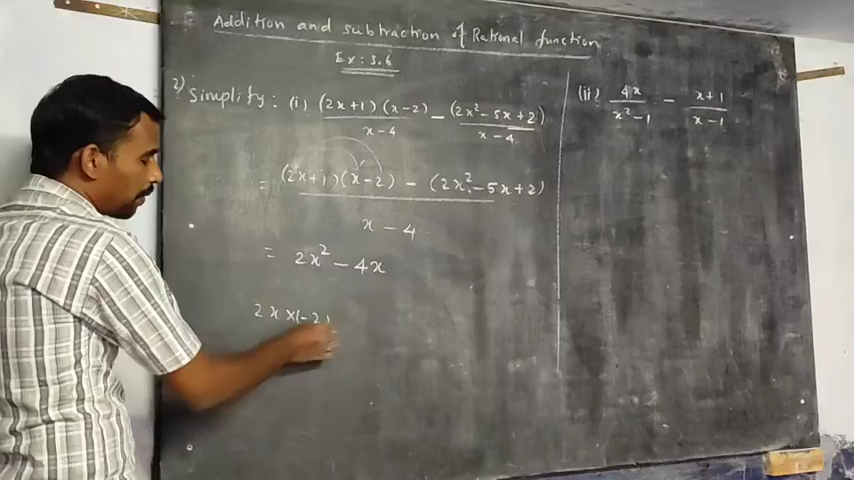 Addition and subtraction of Rational function
Ex: 3.6
2) Simplify: (i) (2x+1)(x-2) / x-4 - (2x²-5x+2) / x-4
= (2x+1)(x-2) - (2x²-5x+2) / x-4
= 2x² - 4x
2x×(-2)
(ii) 4x / x²-1 - x+1 / x-1